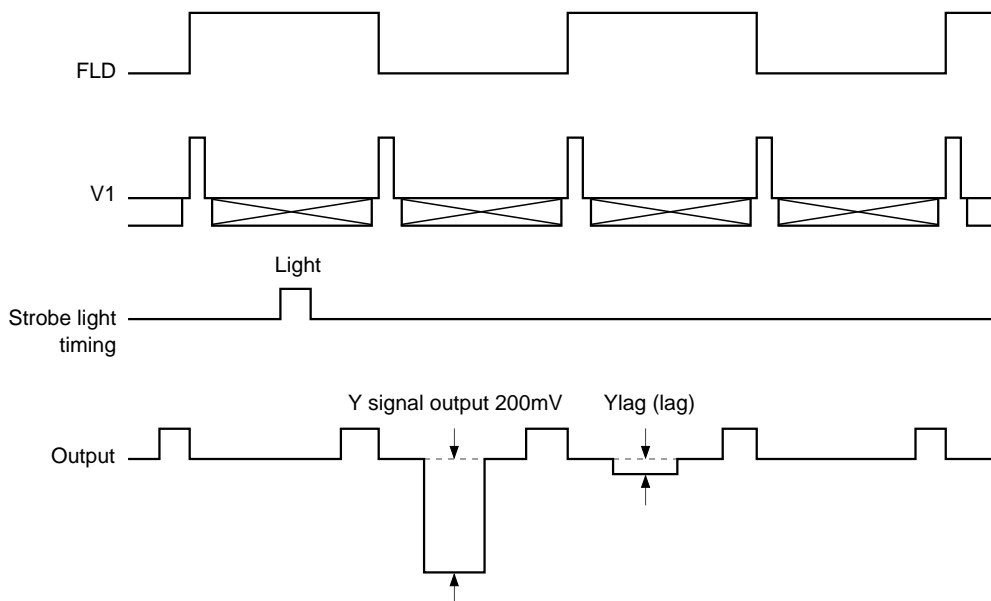 FLD
V1
Light
Strobe light
timing
Y signal output 200mV
Ylag (lag)
Output